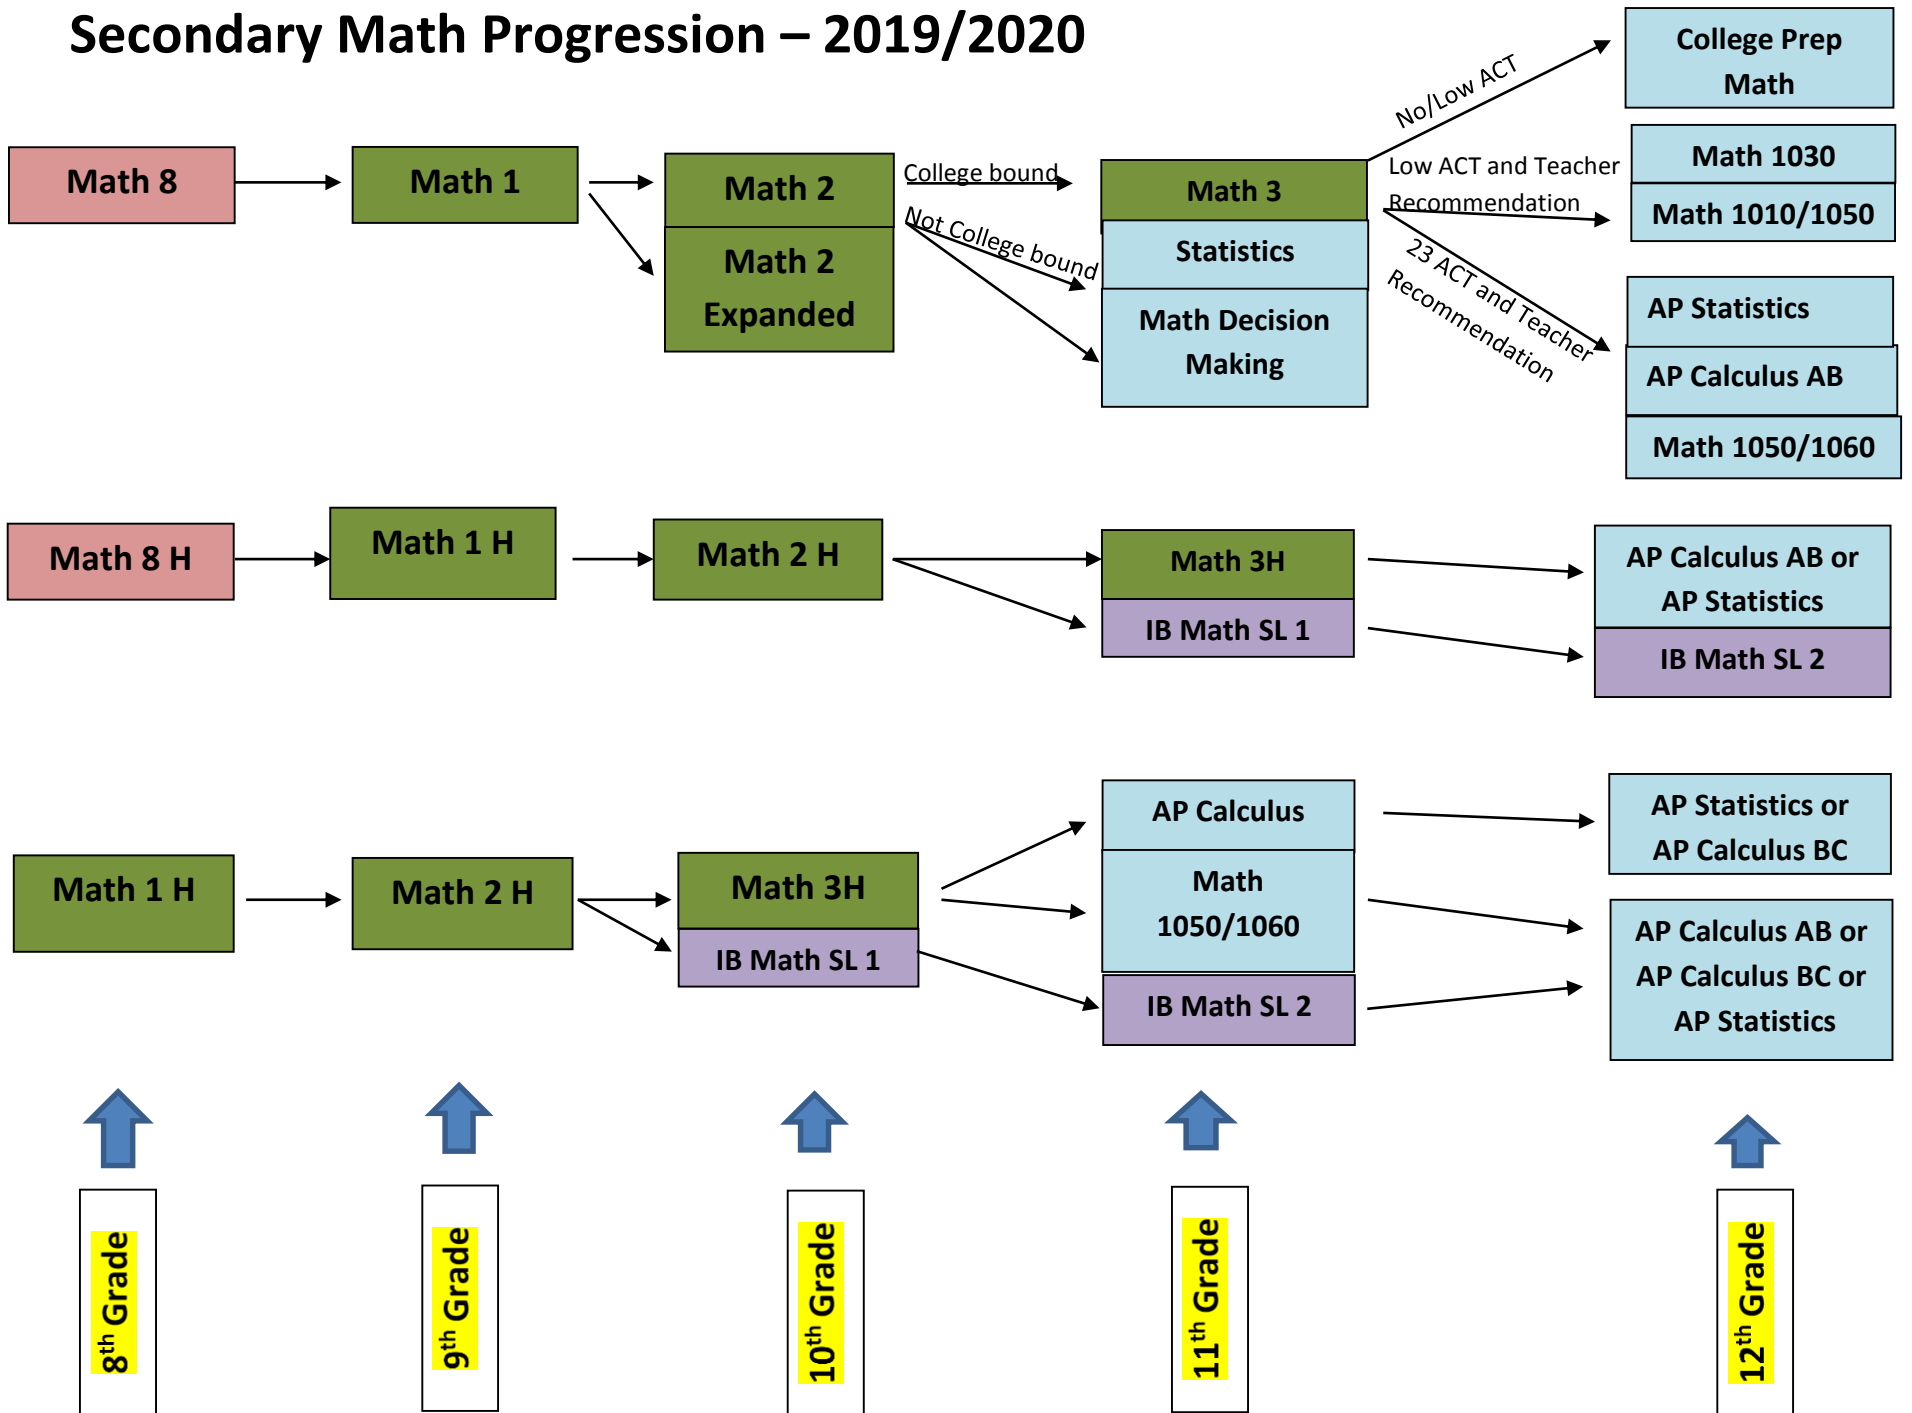 Secondary Math Progression – 2019/2020
Math 8
Math 1
Math 2
Math 2
Expanded
College bound
Not College bound
Math 3
Statistics
Math Decision
Making
No/Low ACT
Low ACT and Teacher
Recommendation
23 ACT and Teacher
Recommendation
College Prep
Math
Math 1030
Math 1010/1050
AP Statistics
AP Calculus AB
Math 1050/1060
Math 8 H
Math 1 H
Math 2 H
Math 3H
IB Math SL 1
AP Calculus AB or
AP Statistics
IB Math SL 2
Math 1 H
Math 2 H
Math 3H
IB Math SL 1
AP Calculus
Math
1050/1060
IB Math SL 2
AP Statistics or
AP Calculus BC
AP Calculus AB or
AP Calculus BC or
AP Statistics
8th Grade
9th Grade
10th Grade
11th Grade
12th Grade